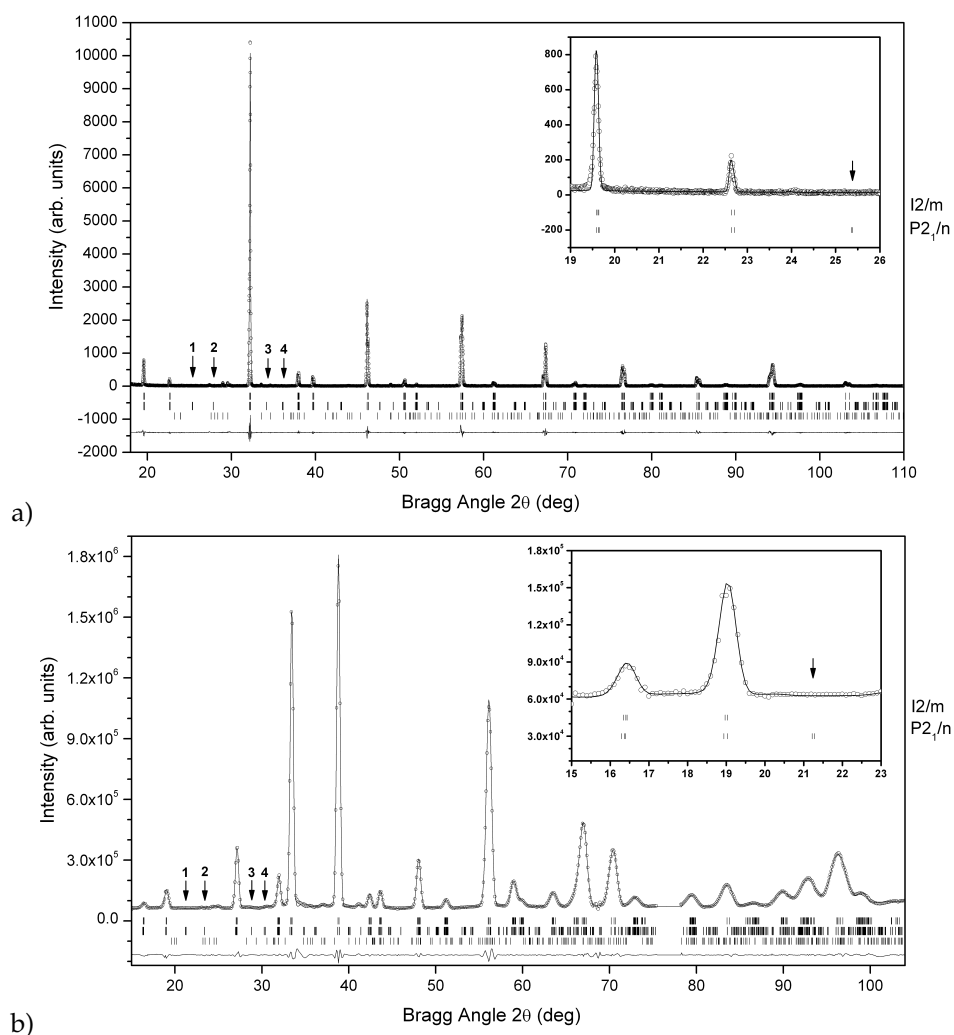 11000
10000
9000
8000
7000
6000
5000
4000
3000
2000
1000
0
-1000
-2000
Intensity (arb. units)
1 2 3 4
20 30 40 50 60 70 80 90 100 110
Bragg Angle 2θ (deg)
800
600
400
200
0
-200
19 20 21 22 23 24 25 26
I2/m
P2₁/n
a)
1.8x10⁶
1.5x10⁶
1.2x10⁶
9.0x10⁵
6.0x10⁵
3.0x10⁵
0.0
Intensity (arb. units)
1 2 3 4
20 30 40 50 60 70 80 90 100
Bragg Angle 2θ (deg)
1.8x10⁵
1.5x10⁵
1.2x10⁵
9.0x10⁴
6.0x10⁴
3.0x10⁴
15 16 17 18 19 20 21 22 23
I2/m
P2₁/n
b)